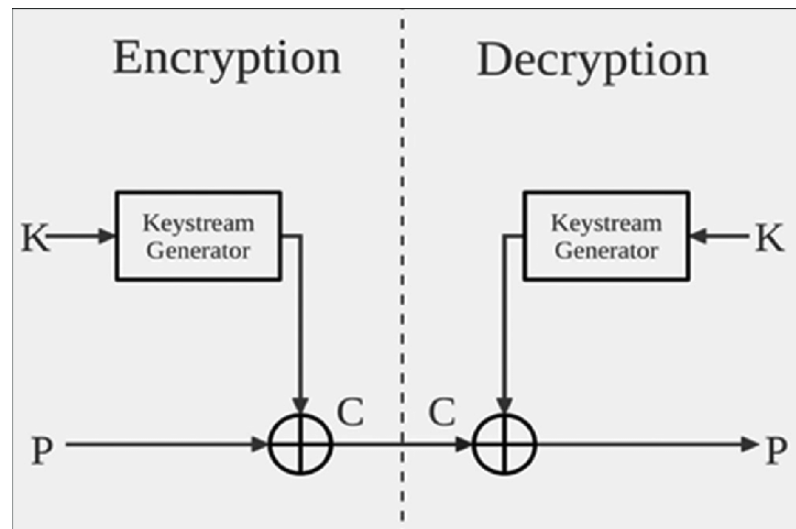 Encryption
Decryption
K
Keystream
Generator
Keystream
Generator
K
C
C
P
P